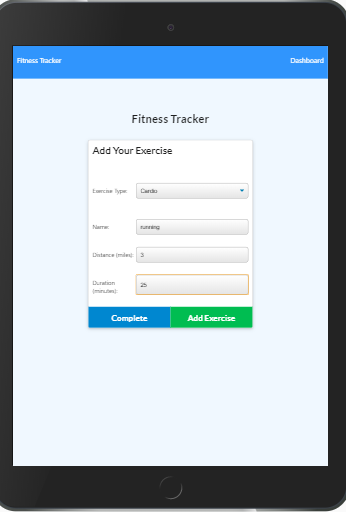 Fitness Tracker
Dashboard
Fitness Tracker
Add Your Exercise
Exercise Type:
Cardio
Name:
running
Distance (miles):
3
Duration
(minutes):
25
Complete
Add Exercise